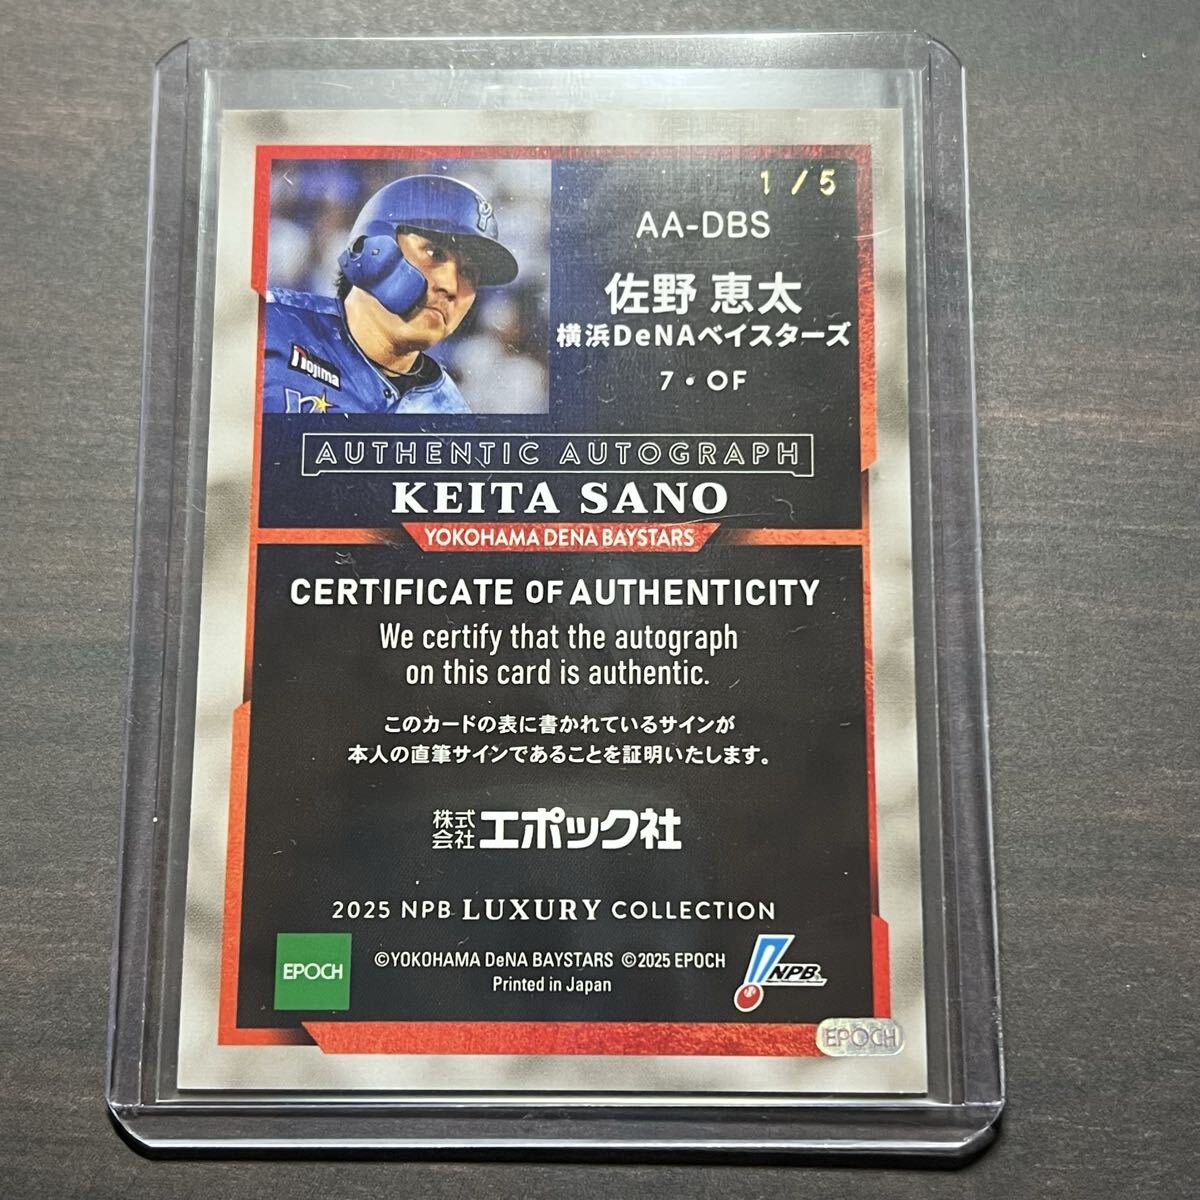 1 / 5
AA-DBS
佐野 恵太
横浜DeNAベイスターズ
7・OF
nojima
AUTHENTIC AUTOGRAPH
KEITA SANO
YOKOHAMA DENA BAYSTARS
CERTIFICATE OF AUTHENTICITY
We certify that the autograph
on this card is authentic.
このカードの表に書かれているサインが
本人の直筆サインであることを証明いたします。
株式会社エポック社
2025 NPB LUXURY COLLECTION
EPOCH
©YOKOHAMA DeNA BAYSTARS ©2025 EPOCH
Printed in Japan
NPB
EPOCH